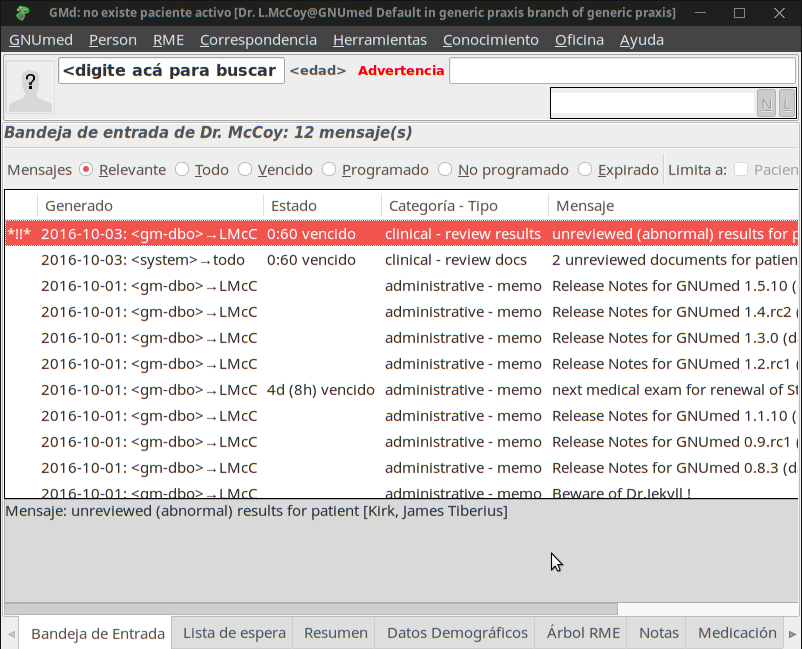 GMd: no existe paciente activo [Dr. L.McCoy@GNUmed Default in generic praxis branch of generic praxis]
GNUmed Person RME Correspondencia Herramientas Conocimiento Oficina Ayuda
? <digite acá para buscar <edad> Advertencia
N L
Bandeja de entrada de Dr. McCoy: 12 mensaje(s)
Mensajes Relevante Todo Vencido Programado No programado Expirado Limita a: Pacien
Generado Estado Categoría - Tipo Mensaje
*!!* 2016-10-03: <gm-dbo>→LMcC 0:60 vencido clinical - review results unreviewed (abnormal) results for p
2016-10-03: <system>→todo 0:60 vencido clinical - review docs 2 unreviewed documents for patien
2016-10-01: <gm-dbo>→LMcC administrative - memo Release Notes for GNUmed 1.5.10 (
2016-10-01: <gm-dbo>→LMcC administrative - memo Release Notes for GNUmed 1.4.rc2 (
2016-10-01: <gm-dbo>→LMcC administrative - memo Release Notes for GNUmed 1.3.0 (d
2016-10-01: <gm-dbo>→LMcC administrative - memo Release Notes for GNUmed 1.2.rc1 (
2016-10-01: <gm-dbo>→LMcC 4d (8h) vencido administrative - memo next medical exam for renewal of St
2016-10-01: <gm-dbo>→LMcC administrative - memo Release Notes for GNUmed 1.1.10 (
2016-10-01: <gm-dbo>→LMcC administrative - memo Release Notes for GNUmed 0.9.rc1 (
2016-10-01: <gm-dbo>→LMcC administrative - memo Release Notes for GNUmed 0.8.3 (d
2016-10-01: <gm-dbo>→LMcC administrative - memo Beware of Dr.Jekyll !
Mensaje: unreviewed (abnormal) results for patient [Kirk, James Tiberius]
Bandeja de Entrada Lista de espera Resumen Datos Demográficos Árbol RME Notas Medicación